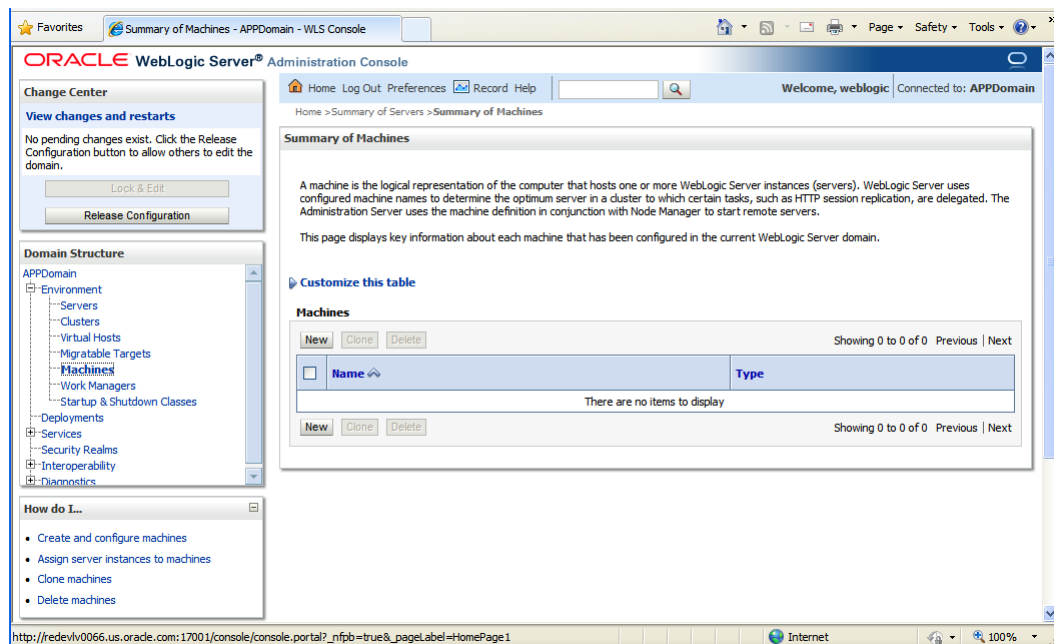 Favorites
Summary of Machines - APPDomain - WLS Console
Page
Safety
Tools
ORACLE WebLogic Server® Administration Console
Change Center
View changes and restarts
No pending changes exist. Click the Release
Configuration button to allow others to edit the
domain.
Lock & Edit
Release Configuration
Domain Structure
APPDomain
Environment
Servers
Clusters
Virtual Hosts
Migratable Targets
Machines
Work Managers
Startup & Shutdown Classes
Deployments
Services
Security Realms
Interoperability
Diagnostics
How do I...
Create and configure machines
Assign server instances to machines
Clone machines
Delete machines
Home Log Out Preferences Record Help
Welcome, weblogic Connected to: APPDomain
Home >Summary of Servers >Summary of Machines
Summary of Machines
A machine is the logical representation of the computer that hosts one or more WebLogic Server instances (servers). WebLogic Server uses
configured machine names to determine the optimum server in a cluster to which certain tasks, such as HTTP session replication, are delegated. The
Administration Server uses the machine definition in conjunction with Node Manager to start remote servers.
This page displays key information about each machine that has been configured in the current WebLogic Server domain.
Customize this table
Machines
New Clone Delete Showing 0 to 0 of 0 Previous | Next
Name Type
There are no items to display
New Clone Delete Showing 0 to 0 of 0 Previous | Next
http://redevlv0066.us.oracle.com:17001/console/console.portal?_nfpb=true&_pageLabel=HomePage1
Internet
100%